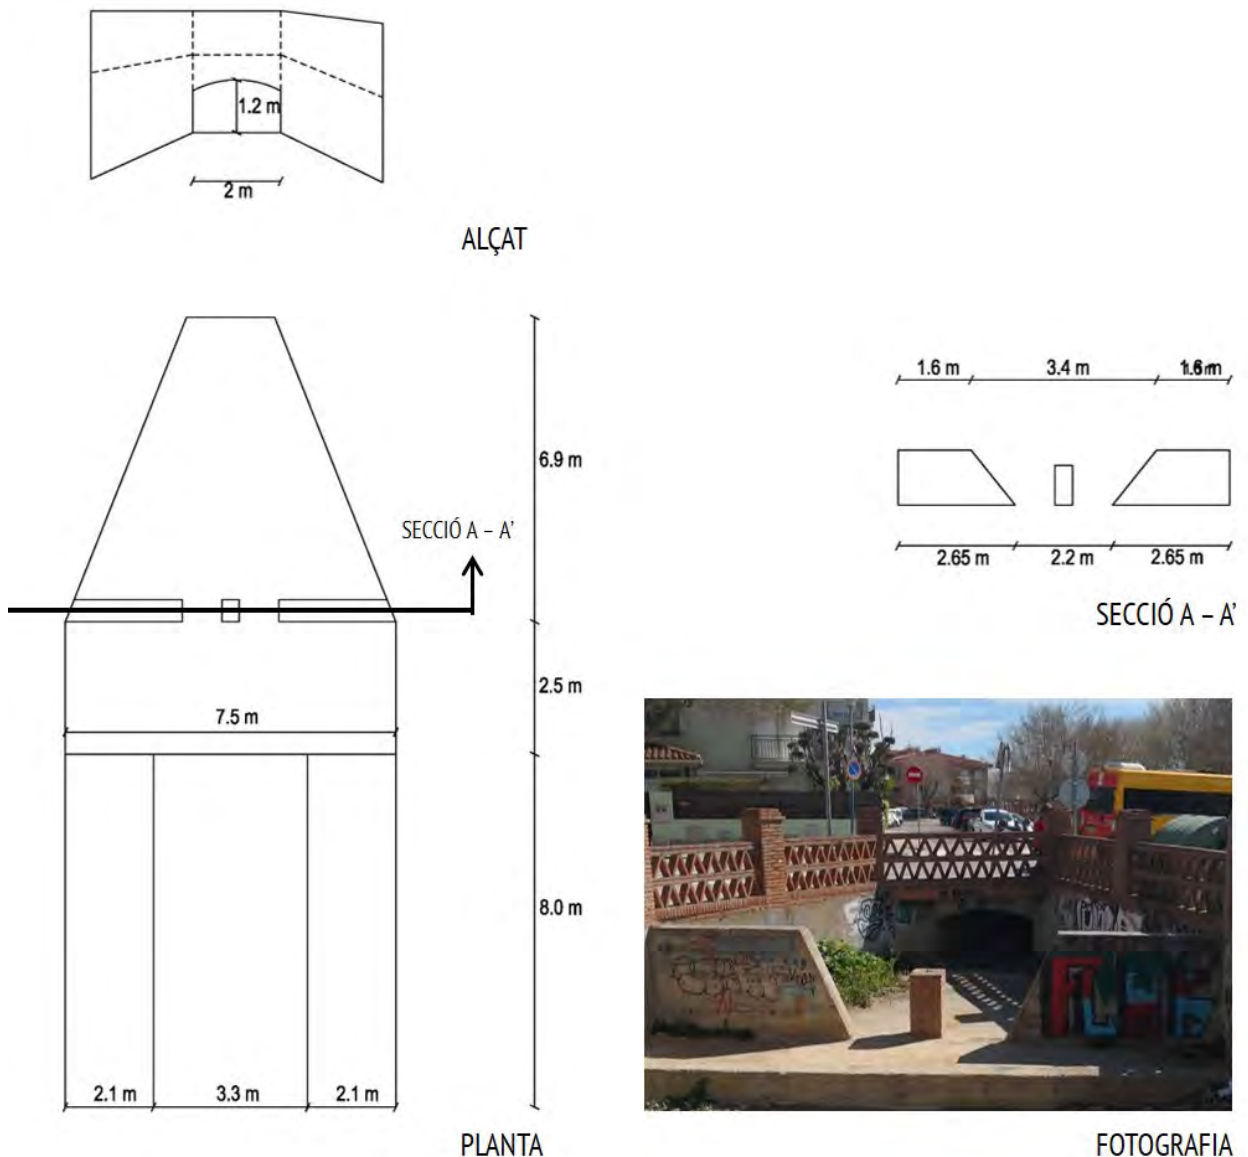 1.2 m
2 m
ALÇAT
6.9 m
SECCIÓ A – A'
2.5 m
7.5 m
8.0 m
2.1 m 3.3 m 2.1 m
PLANTA
1.6 m 3.4 m 1.6 m
2.65 m 2.2 m 2.65 m
SECCIÓ A – A'
FOTOGRAFIA